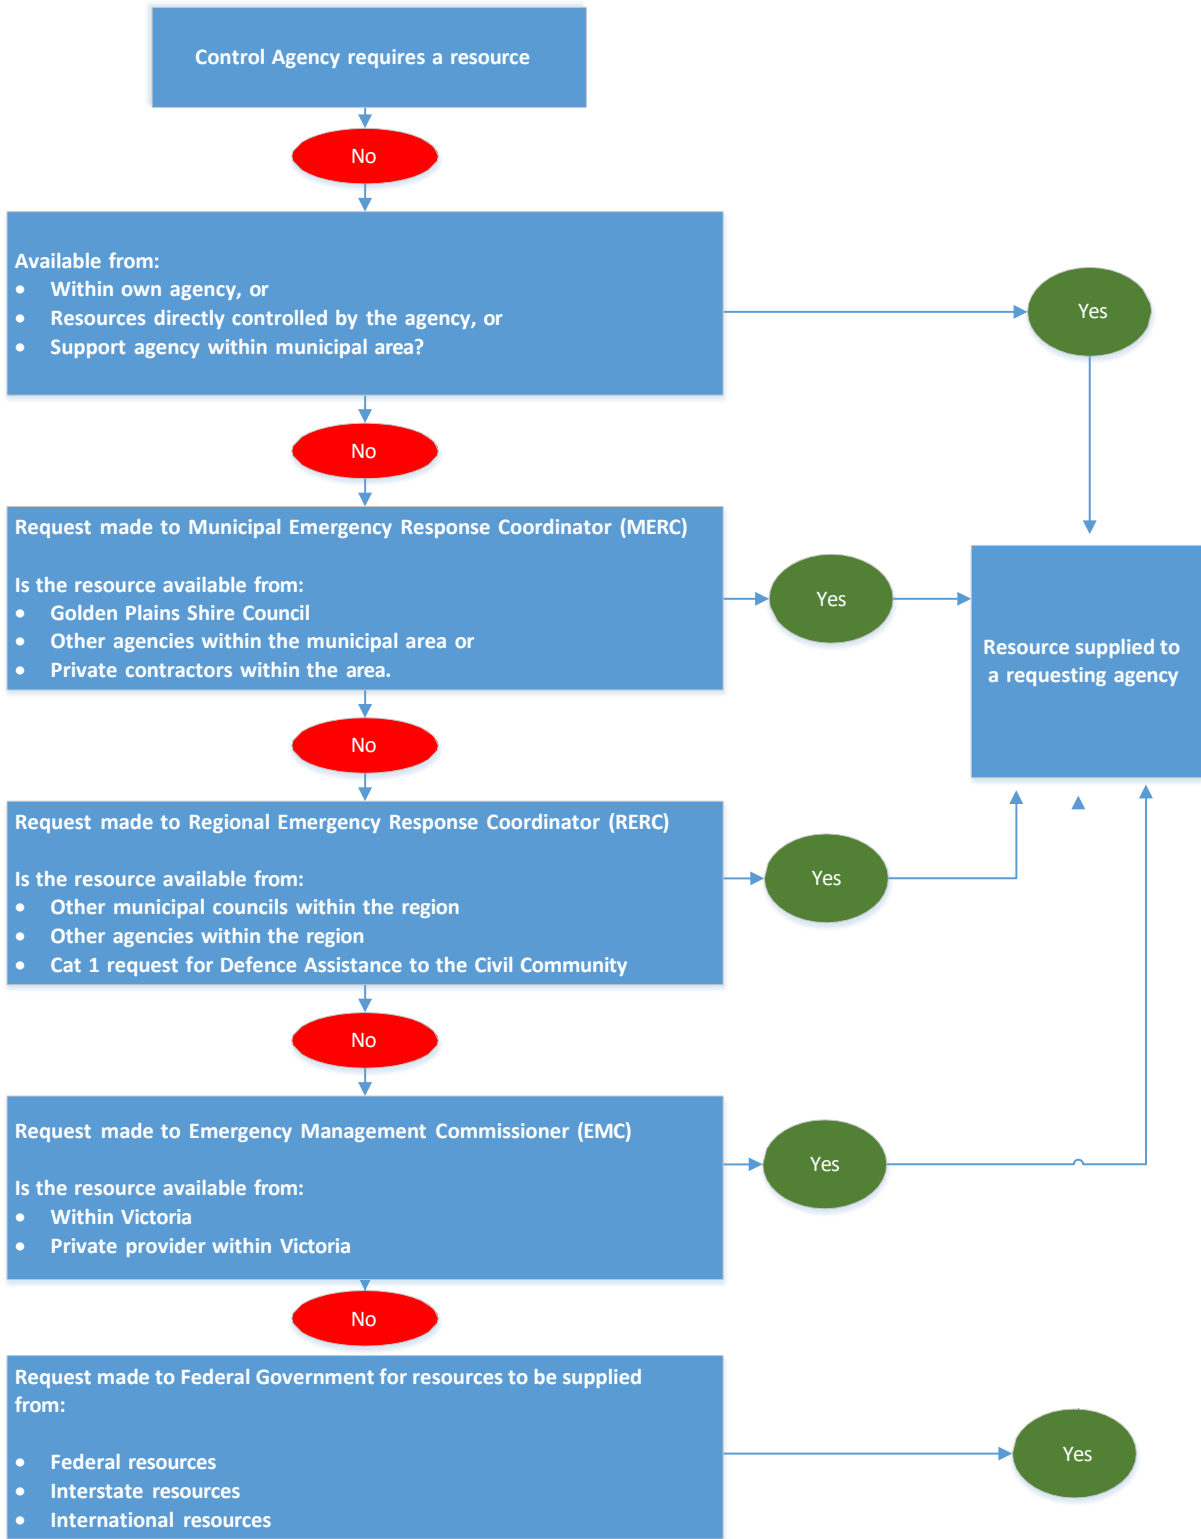 Control Agency requires a resource
No
Available from:
• Within own agency, or
• Resources directly controlled by the agency, or
• Support agency within municipal area?
Yes
No
Request made to Municipal Emergency Response Coordinator (MERC)
Is the resource available from:
• Golden Plains Shire Council
• Other agencies within the municipal area or
• Private contractors within the area.
Yes
Resource supplied to
a requesting agency
No
Request made to Regional Emergency Response Coordinator (RERC)
Is the resource available from:
• Other municipal councils within the region
• Other agencies within the region
• Cat 1 request for Defence Assistance to the Civil Community
Yes
No
Request made to Emergency Management Commissioner (EMC)
Is the resource available from:
• Within Victoria
• Private provider within Victoria
Yes
No
Request made to Federal Government for resources to be supplied
from:
• Federal resources
• Interstate resources
• International resources
Yes